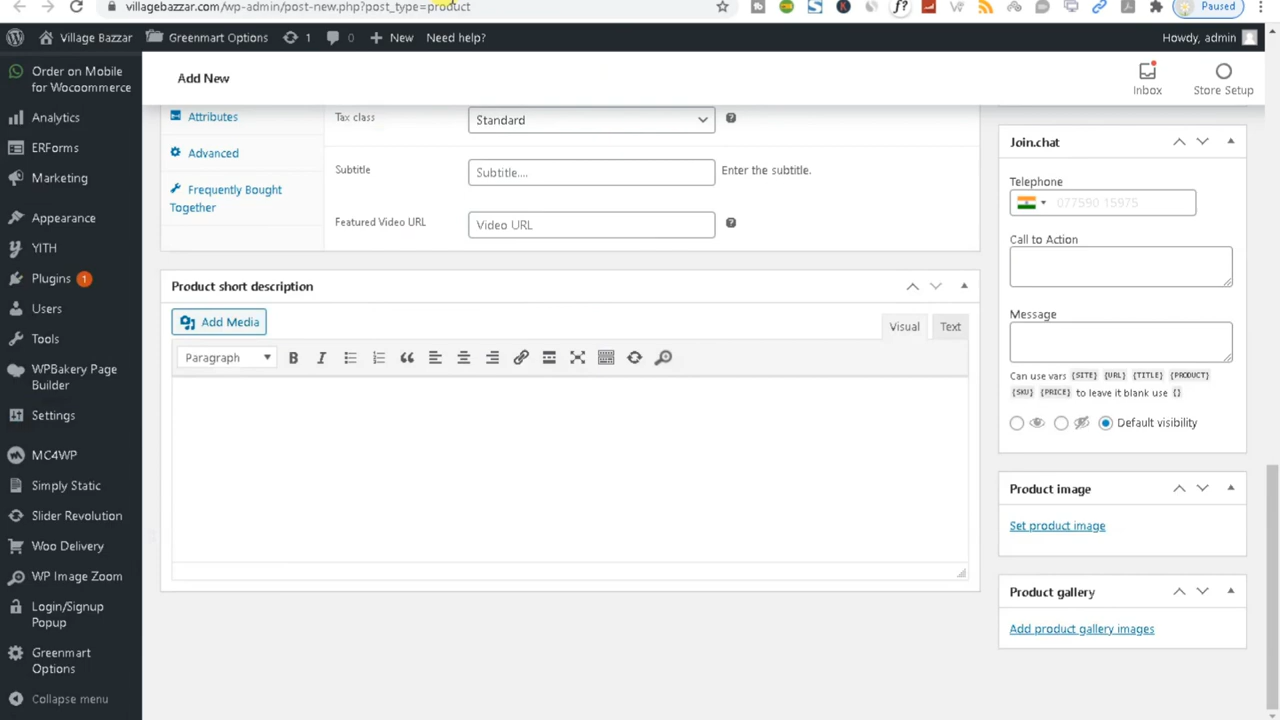 villagebazzar.com/wp-admin/post-new.php?post_type=product
Paused
Village Bazzar
Greenmart Options
1
0
New
Need help?
Howdy, admin
Order on Mobile
for Wocoommerce
Analytics
ERForms
Marketing
Appearance
YITH
Plugins 1
Users
Tools
WPBakery Page
Builder
Settings
MC4WP
Simply Static
Slider Revolution
Woo Delivery
WP Image Zoom
Login/Signup
Popup
Greenmart
Options
Collapse menu
Add New
Inbox
Store Setup
Attributes
Advanced
Frequently Bought
Together
Tax class
Standard
Subtitle
Subtitle....
Enter the subtitle.
Featured Video URL
Video URL
Product short description
Add Media
Visual
Text
Paragraph
Join.chat
Telephone
077590 15975
Call to Action
Message
Can use vars {SITE} {URL} {TITLE} {PRODUCT}
{SKU} {PRICE} to leave it blank use {}
Default visibility
Product image
Set product image
Product gallery
Add product gallery images